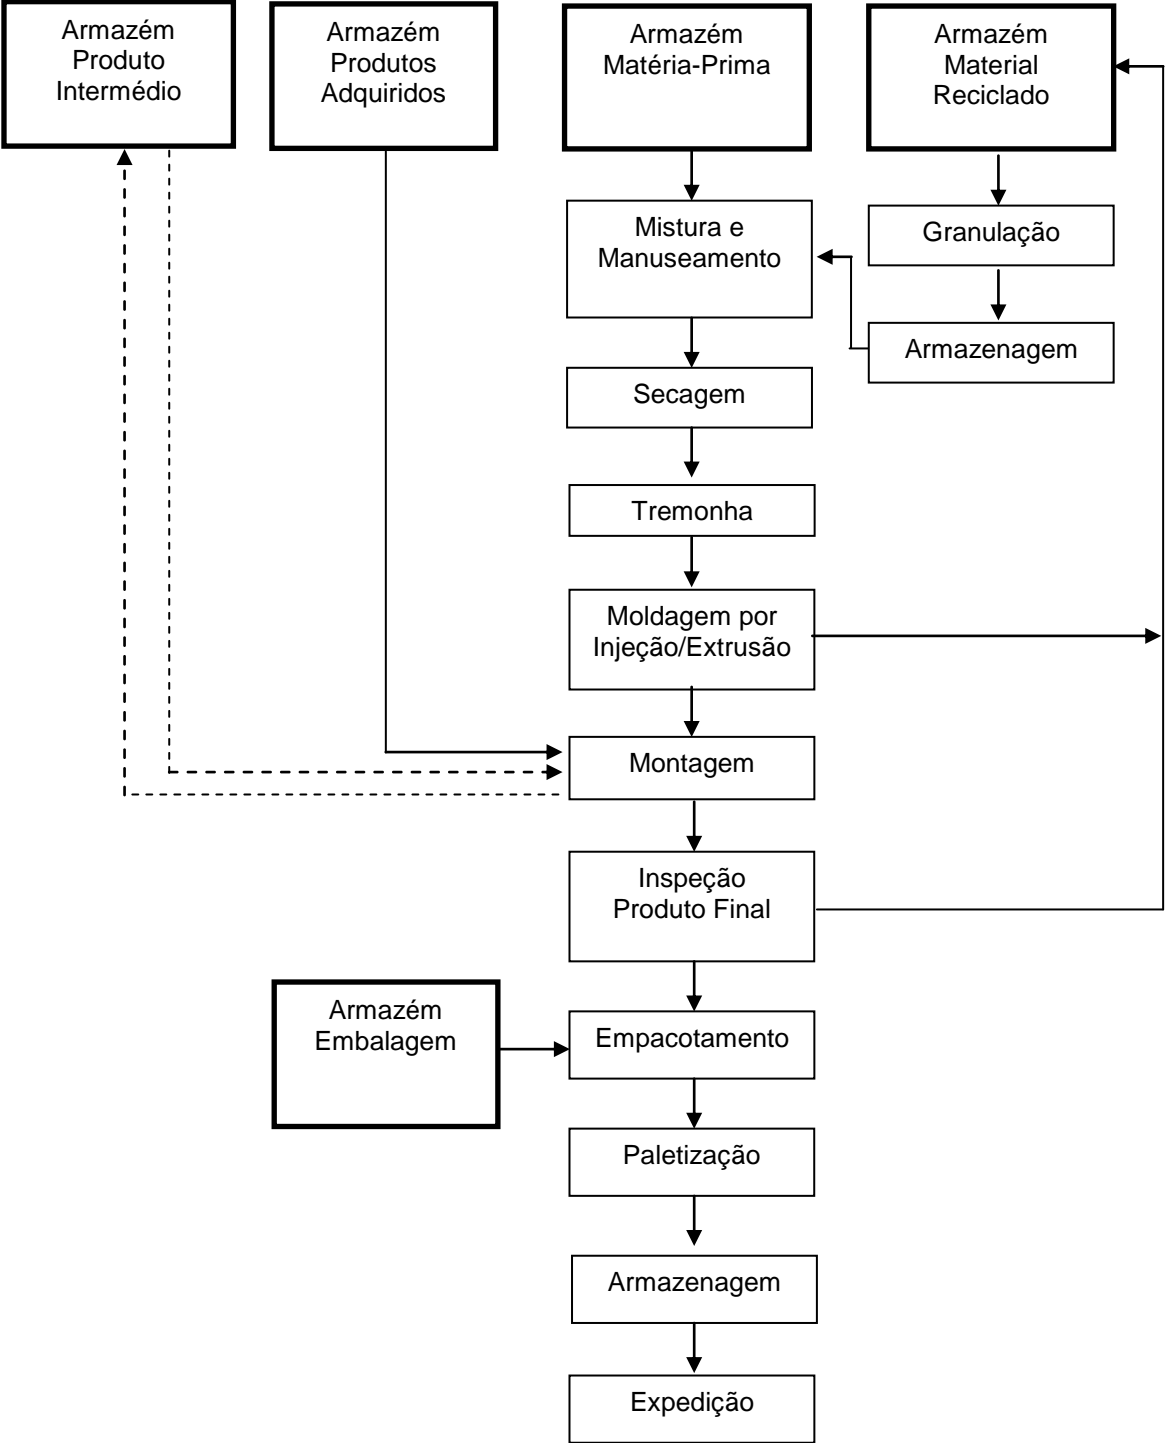 Armazém
Produto
Intermédio
Armazém
Produtos
Adquiridos
Armazém
Matéria-Prima
Armazém
Material
Reciclado
Mistura e
Manuseamento
Granulação
Armazenagem
Secagem
Tremonha
Moldagem por
Injeção/Extrusão
Montagem
Inspeção
Produto Final
Armazém
Embalagem
Empacotamento
Paletização
Armazenagem
Expedição